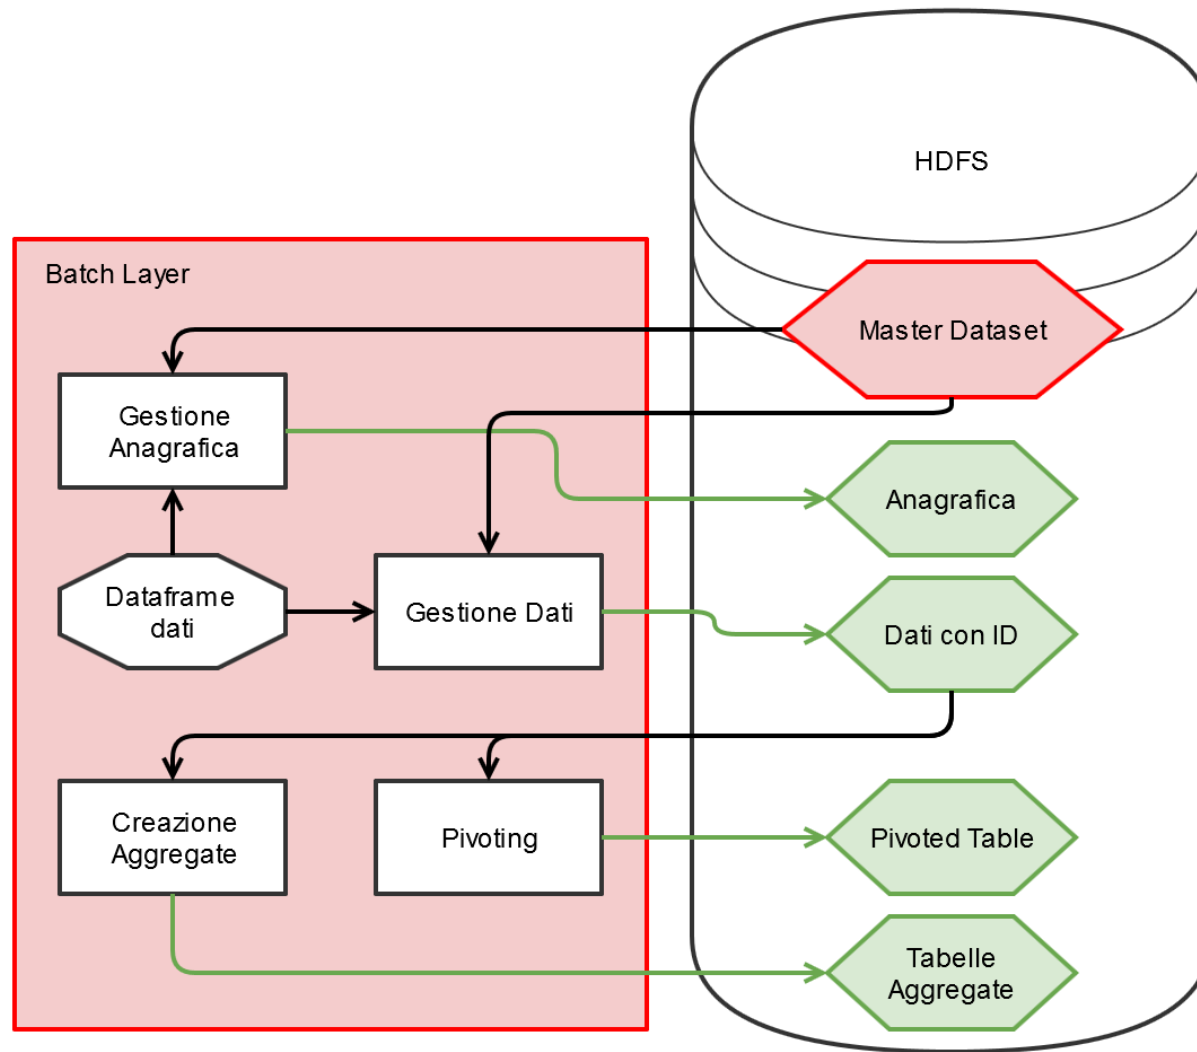 HDFS
Batch Layer
Master Dataset
Gestione
Anagrafica
Anagrafica
Dataframe
dati
Gestione Dati
Dati con ID
Creazione
Aggregate
Pivoting
Pivoted Table
Tabelle
Aggregate